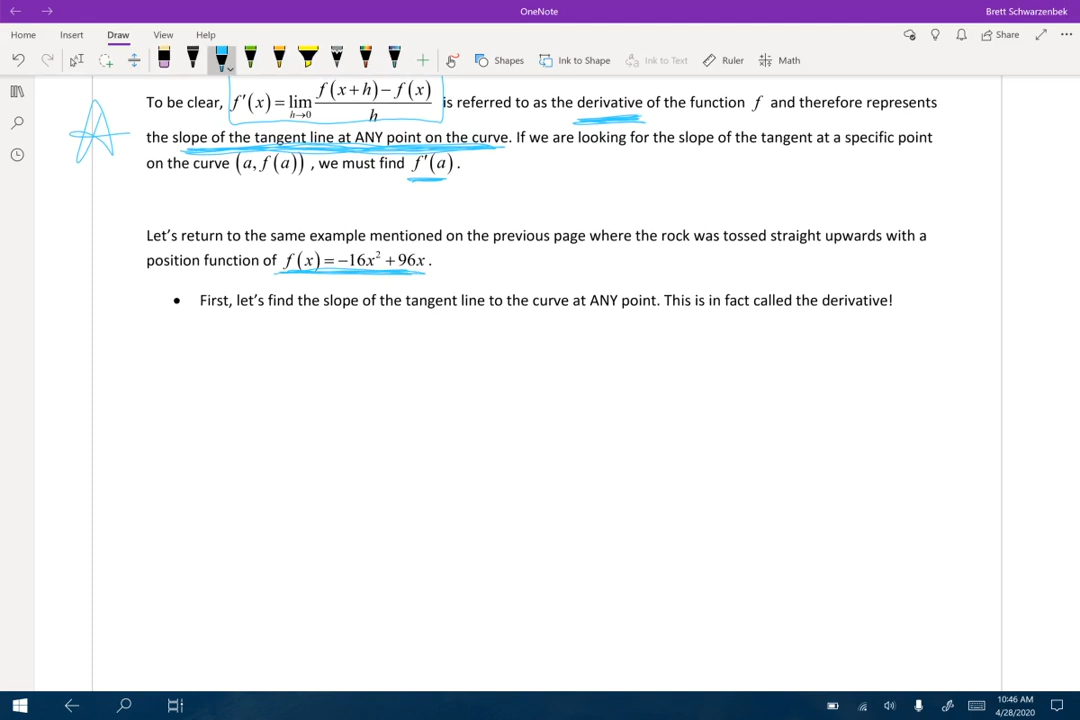 OneNote
Brett Schwarzenbek
Home Insert Draw View Help
Share
Shapes Ink to Shape Ink to Text Ruler Math
To be clear, f′(x) = lim h→0 f(x+h) − f(x) / h is referred to as the derivative of the function f and therefore represents
the slope of the tangent line at ANY point on the curve. If we are looking for the slope of the tangent at a specific point
on the curve (a, f(a)), we must find f′(a).
Let's return to the same example mentioned on the previous page where the rock was tossed straight upwards with a
position function of f(x) = −16x² + 96x.
• First, let's find the slope of the tangent line to the curve at ANY point. This is in fact called the derivative!
10:46 AM
4/28/2020